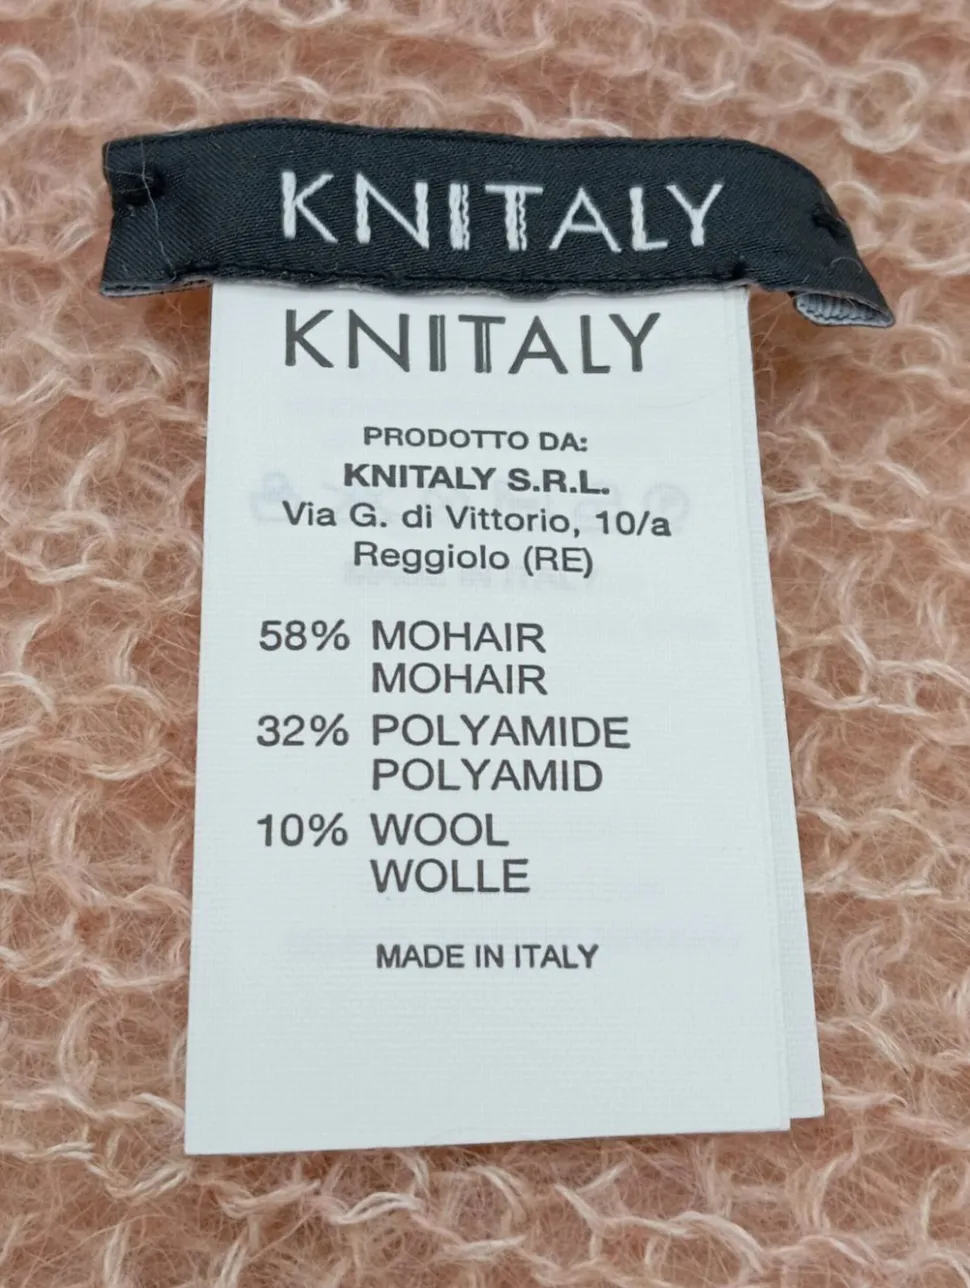 KNITALY
KNITALY
PRODOTTO DA:
KNITALY S.R.L.
Via G. di Vittorio, 10/a
Reggiolo (RE)
58% MOHAIR
MOHAIR
32% POLYAMIDE
POLYAMID
10% WOOL
WOLLE
MADE IN ITALY